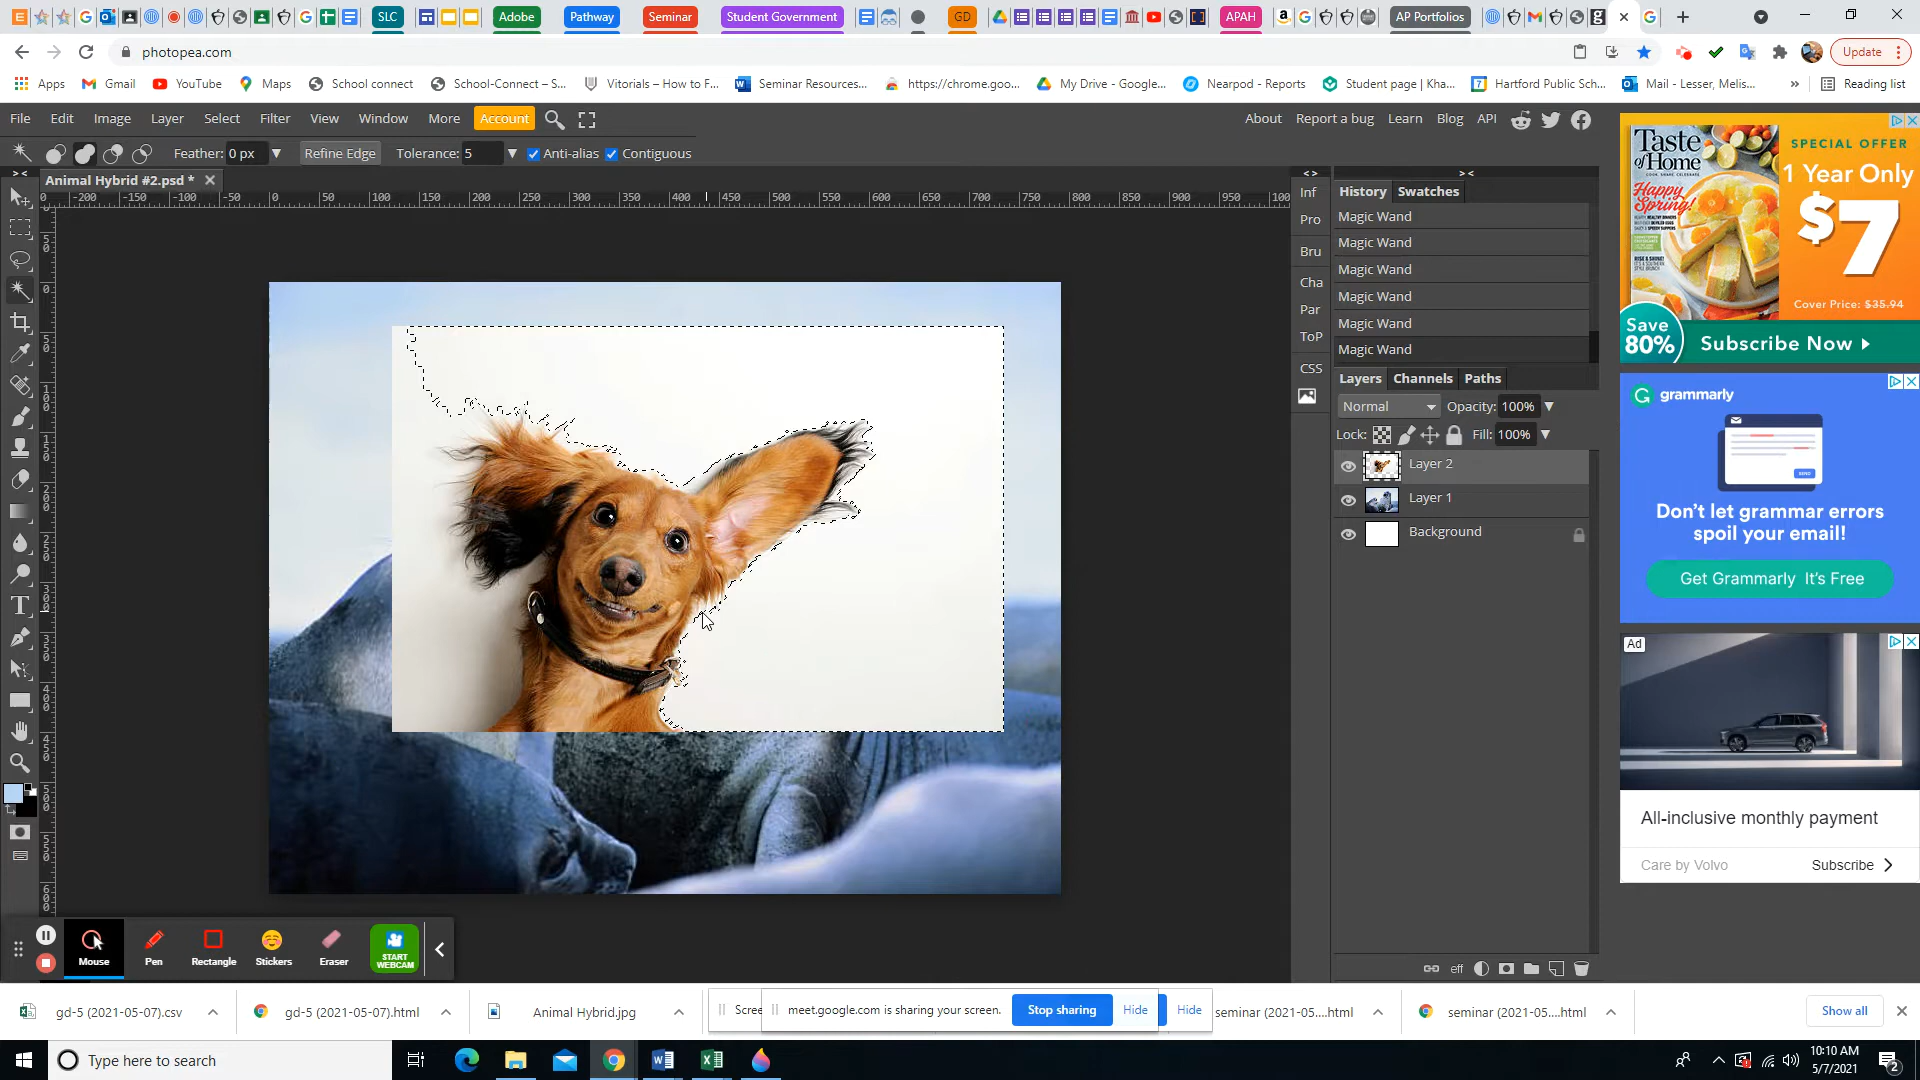 SLC
Adobe
Pathway
Seminar
Student Government
GD
APAH
AP Portfolios
photopea.com
Update
Apps
Gmail
YouTube
Maps
School connect
School-Connect – S...
Vitorials – How to F...
Seminar Resources...
https://chrome.goo...
My Drive - Google...
Nearpod - Reports
Student page | Kha...
Hartford Public Sch...
Mail - Lesser, Melis...
»
Reading list
File Edit Image Layer Select Filter View Window More Account
About Report a bug Learn Blog API
Feather: 0 px Refine Edge Tolerance: 5 Anti-alias Contiguous
Animal Hybrid #2.psd *
Inf
Pro
Bru
Cha
Par
ToP
CSS
History Swatches
Magic Wand
Magic Wand
Magic Wand
Magic Wand
Magic Wand
Magic Wand
Layers Channels Paths
Normal Opacity: 100%
Lock: Fill: 100%
Layer 2
Layer 1
Background
eff
Taste of Home
Happy Spring!
SPECIAL OFFER
1 Year Only
$7
Cover Price: $35.94
Save 80%
Subscribe Now
grammarly
Don't let grammar errors
spoil your email!
Get Grammarly It's Free
Ad
All-inclusive monthly payment
Care by Volvo Subscribe
Mouse
Pen
Rectangle
Stickers
Eraser
START
WEBCAM
gd-5 (2021-05-07).csv
gd-5 (2021-05-07).html
Animal Hybrid.jpg
Scree
meet.google.com is sharing your screen.
Stop sharing
Hide
Hide
seminar (2021-05....html
seminar (2021-05....html
Show all
Type here to search
10:10 AM
5/7/2021
2